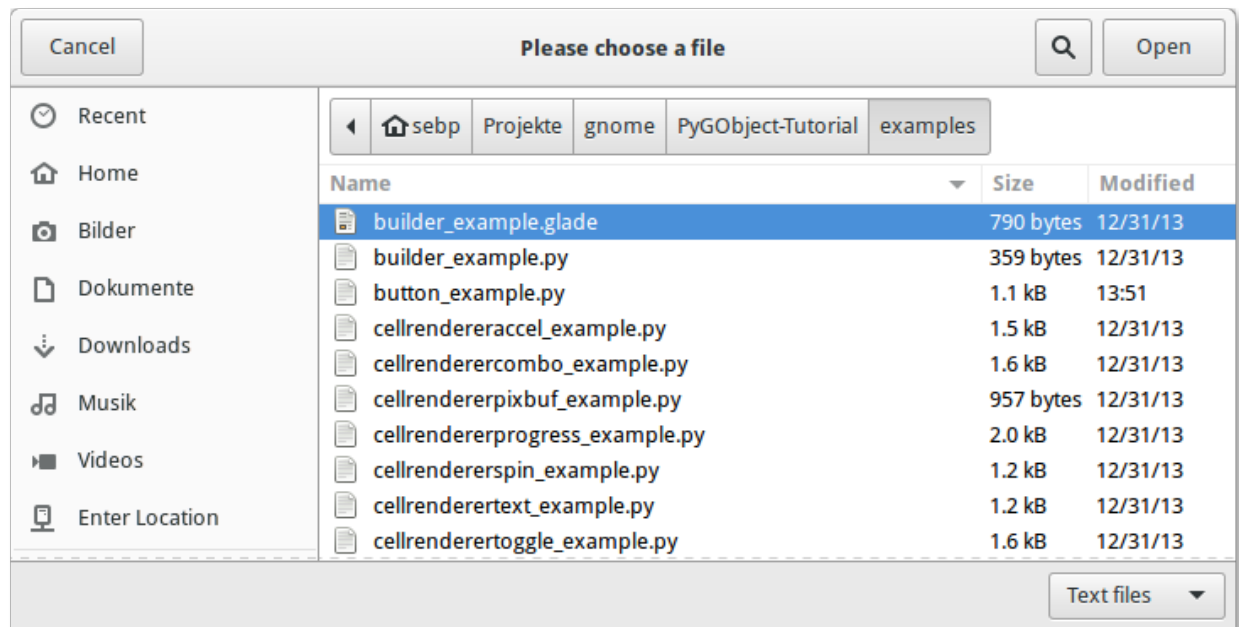 Cancel Please choose a file Open
Recent
Home
Bilder
Dokumente
Downloads
Musik
Videos
Enter Location
sebp Projekte gnome PyGObject-Tutorial examples
Name Size Modified
builder_example.glade 790 bytes 12/31/13
builder_example.py 359 bytes 12/31/13
button_example.py 1.1 kB 13:51
cellrendereraccel_example.py 1.5 kB 12/31/13
cellrenderercombo_example.py 1.6 kB 12/31/13
cellrendererpixbuf_example.py 957 bytes 12/31/13
cellrendererprogress_example.py 2.0 kB 12/31/13
cellrendererspin_example.py 1.2 kB 12/31/13
cellrenderertext_example.py 1.2 kB 12/31/13
cellrenderertoggle_example.py 1.6 kB 12/31/13
Text files